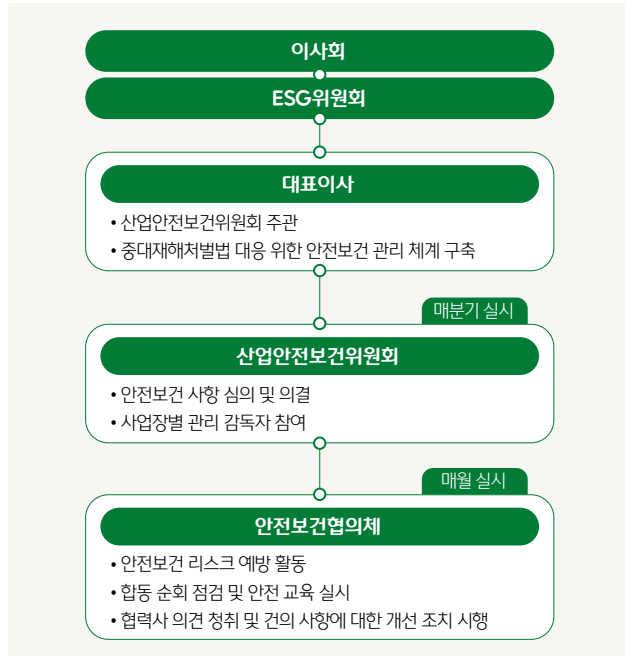 이사회
ESG위원회
대표이사
• 산업안전보건위원회 주관
• 중대재해처벌법 대응 위한 안전보건 관리 체계 구축
매분기 실시
산업안전보건위원회
• 안전보건 사항 심의 및 의결
• 사업장별 관리 감독자 참여
매월 실시
안전보건협의체
• 안전보건 리스크 예방 활동
• 합동 순회 점검 및 안전 교육 실시
• 협력사 의견 청취 및 건의 사항에 대한 개선 조치 시행